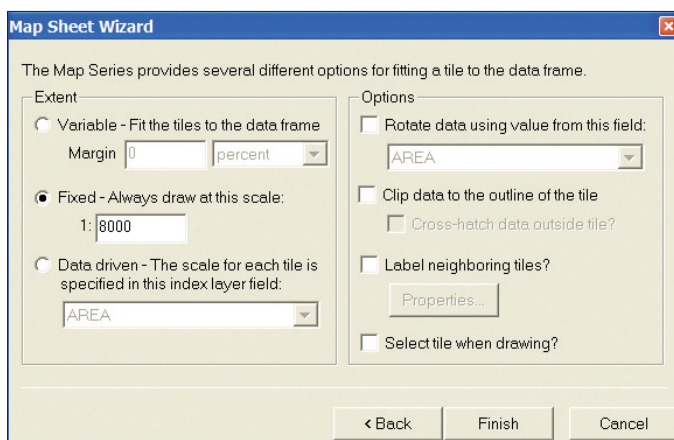 Map Sheet Wizard
The Map Series provides several different options for fitting a tile to the data frame.
Extent
Variable - Fit the tiles to the data frame
Margin 0 percent
Fixed - Always draw at this scale:
1: 8000
Data driven - The scale for each tile is
specified in this index layer field:
AREA
Options
Rotate data using value from this field:
AREA
Clip data to the outline of the tile
Cross-hatch data outside tile?
Label neighboring tiles?
Properties...
Select tile when drawing?
< Back
Finish
Cancel